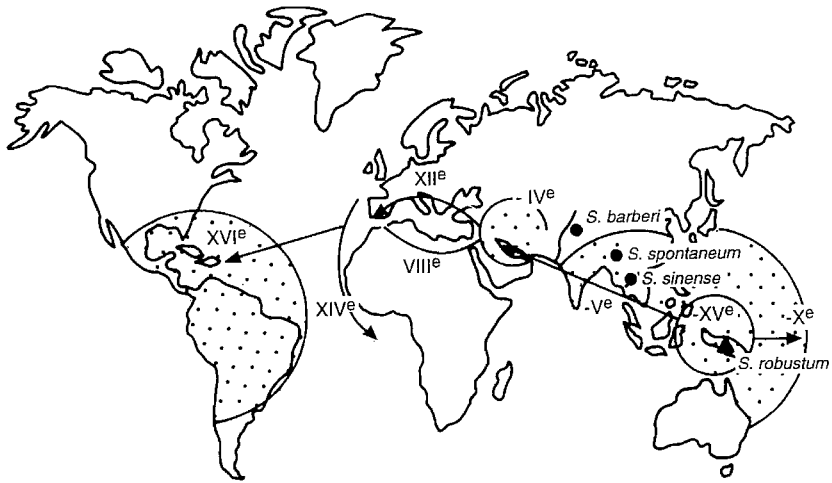 XIIᵉ
IVᵉ
S. barberi
XVIᵉ
S. spontaneum
VIIIᵉ
S. sinense
XIVᵉ
-Vᵉ
-XVᵉ
-Xᵉ
S. robustum